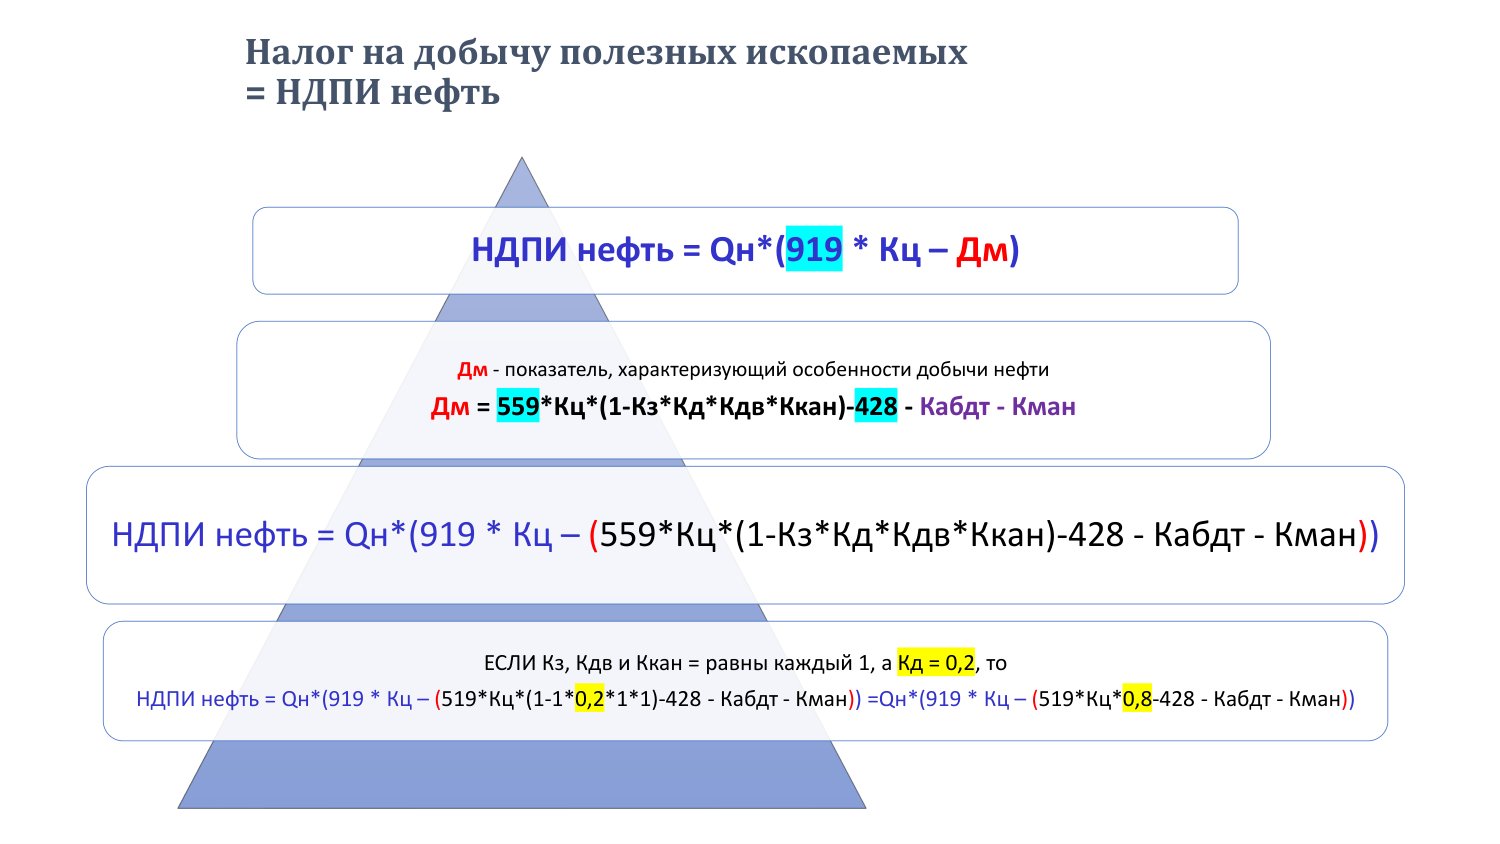 Налог на добычу полезных ископаемых
= НДПИ нефть
НДПИ нефть = Qн*(919 * Кц – Дм)
Дм - показатель, характеризующий особенности добычи нефти
Дм = 559*Кц*(1-Кз*Кд*Кдв*Ккан)-428 - Кабдт - Кман
НДПИ нефть = Qн*(919 * Кц – (559*Кц*(1-Кз*Кд*Кдв*Ккан)-428 - Кабдт - Кман))
ЕСЛИ Кз, Кдв и Ккан = равны каждый 1, а Кд = 0,2, то
НДПИ нефть = Qн*(919 * Кц – (519*Кц*(1-1*0,2*1*1)-428 - Кабдт - Кман)) =Qн*(919 * Кц – (519*Кц*0,8-428 - Кабдт - Кман))